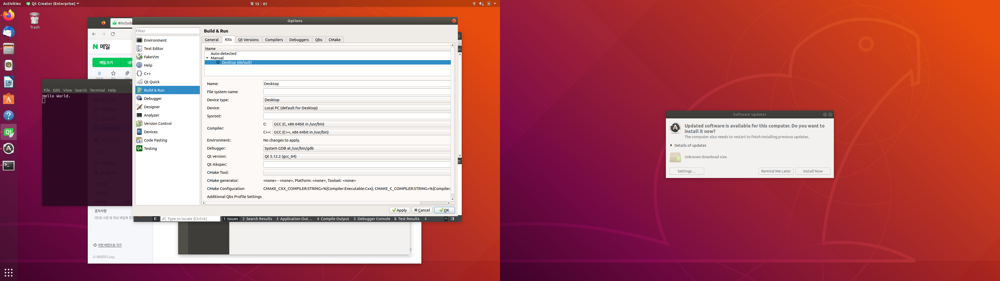 Activities
Qt Creator (Enterprise)
목 15 : 01
Trash
#include
메일
메일 쓰기
내게
0
File Edit View Search Terminal Help
Hello World.
공지사항
[안내] 사칭 및 피싱 메일에 주의
이전 버전으로 가기
© NAVER Corp.
Options
Filter
Environment
Text Editor
FakeVim
Help
C++
Qt Quick
Build & Run
Debugger
Designer
Analyzer
Version Control
Devices
Code Pasting
Testing
Build & Run
General Kits Qt Versions Compilers Debuggers Qbs CMake
Name
Auto-detected
Manual
Desktop (default)
Name: Desktop
File system name:
Device type: Desktop
Device: Local PC (default for Desktop)
Sysroot:
Compiler:
C: GCC (C, x86 64bit in /usr/bin)
C++: GCC (C++, x86 64bit in /usr/bin)
Environment: No changes to apply.
Debugger: System GDB at /usr/bin/gdb
Qt version: Qt 5.12.2 (gcc_64)
Qt mkspec:
CMake Tool:
CMake generator: <none> - <none>, Platform: <none>, Toolset: <none>
CMake Configuration CMAKE_CXX_COMPILER:STRING=%{Compiler:Executable:Cxx}; CMAKE_C_COMPILER:STRING=%{Compiler.
Additional Qbs Profile Settings
Apply Cancel OK
Type to locate (Ctrl+K) 1 Issues 2 Search Results 3 Application Out… 4 Compile Output 5 Debugger Console 8 Test Results
Software Updater
Updated software is available for this computer. Do you want to
install it now?
The computer also needs to restart to finish installing previous updates.
Details of updates
Unknown download size.
Settings… Remind Me Later Install Now